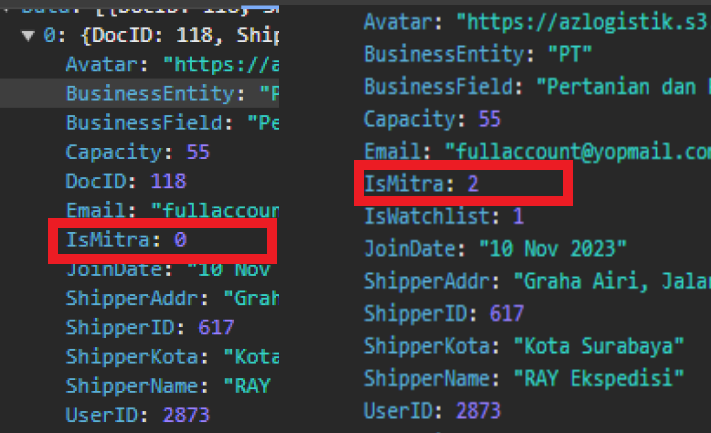 0: {DocID: 118, Ship
Avatar: "https://a
BusinessEntity: "P
BusinessField: "Pe
Capacity: 55
DocID: 118
Email: "fullaccoun
IsMitra: 0
JoinDate: "10 Nov
ShipperAddr: "Grah
ShipperID: 617
ShipperKota: "Kota
ShipperName: "RAY
UserID: 2873
Avatar: "https://azlogistik.s3
BusinessEntity: "PT"
BusinessField: "Pertanian dan
Capacity: 55
Email: "fullaccount@yopmail.com
IsMitra: 2
IsWatchlist: 1
JoinDate: "10 Nov 2023"
ShipperAddr: "Graha Airi, Jalan
ShipperID: 617
ShipperKota: "Kota Surabaya"
ShipperName: "RAY Ekspedisi"
UserID: 2873